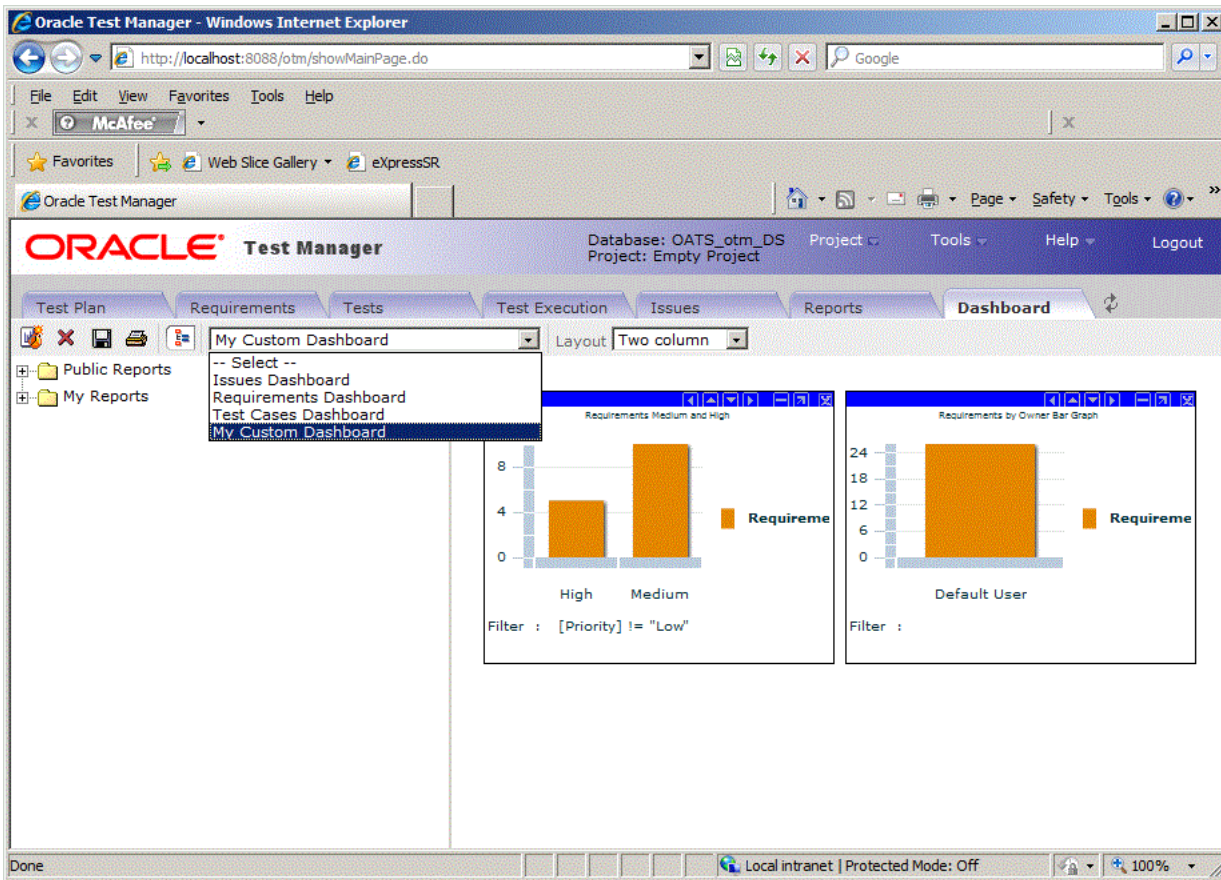 Oracle Test Manager - Windows Internet Explorer
http://localhost:8088/otm/showMainPage.do
Google
File Edit View Favorites Tools Help
McAfee
Favorites Web Slice Gallery eXpressSR
Oracle Test Manager
Page Safety Tools
ORACLE Test Manager
Database: OATS_otm_DS Project Tools Help Logout
Project: Empty Project
Test Plan Requirements Tests Test Execution Issues Reports Dashboard
My Custom Dashboard Layout Two column
Public Reports
My Reports
-- Select --
Issues Dashboard
Requirements Dashboard
Test Cases Dashboard
My Custom Dashboard
Requirements Medium and High
8
4
0
High Medium
Requireme
Filter : [Priority] != "Low"
Requirements by Owner Bar Graph
24
18
12
6
0
Default User
Requireme
Filter :
Done Local intranet | Protected Mode: Off 100%